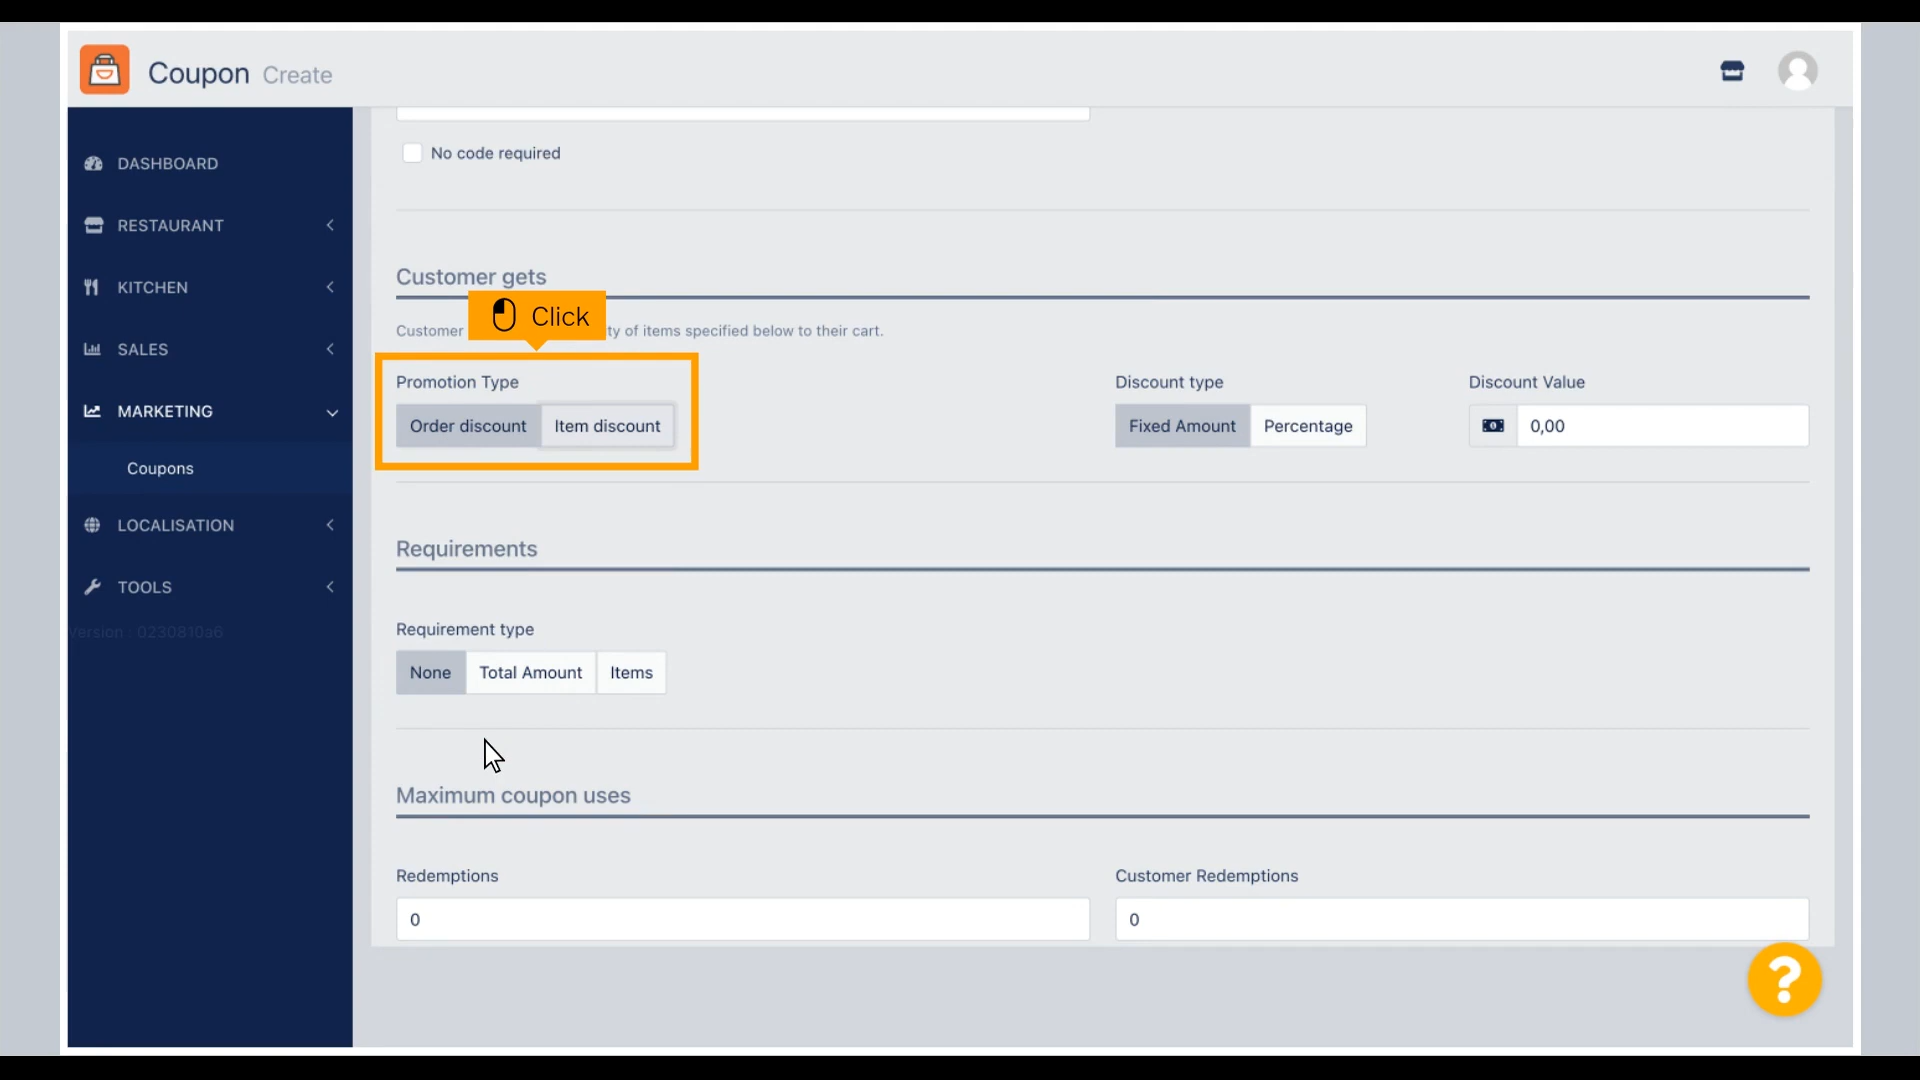 Coupon Create
DASHBOARD
RESTAURANT
KITCHEN
SALES
MARKETING
Coupons
LOCALISATION
TOOLS
Version : 0230810a6
No code required
Customer gets
Click
Customer ty of items specified below to their cart.
Promotion Type
Order discount Item discount
Discount type
Fixed Amount Percentage
Discount Value
0,00
Requirements
Requirement type
None Total Amount Items
Maximum coupon uses
Redemptions
0
Customer Redemptions
0
?